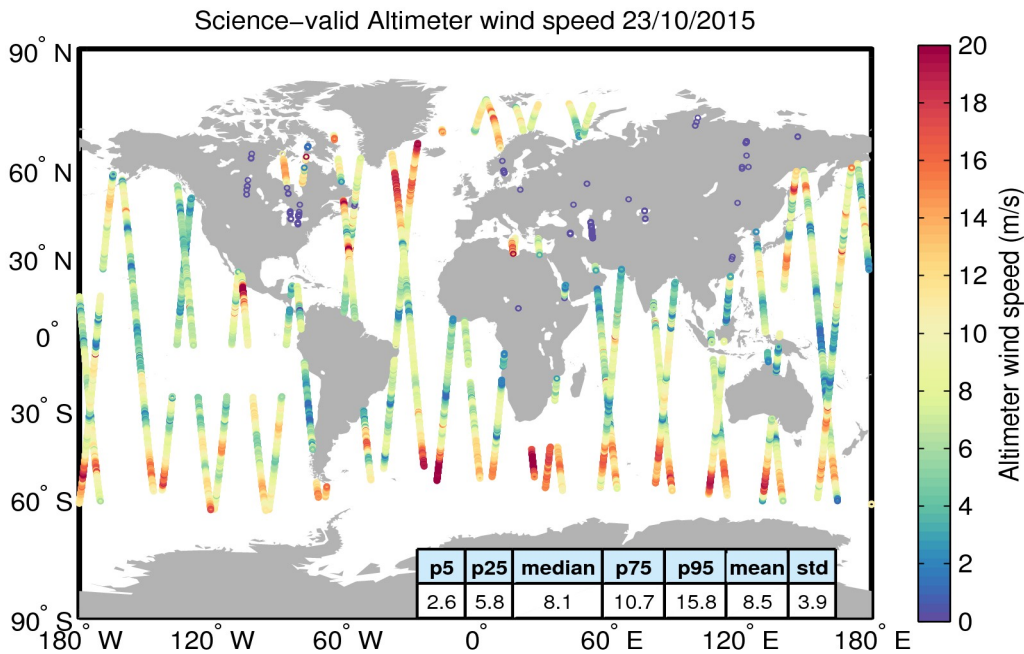 Science−valid Altimeter wind speed 23/10/2015
90° N
60° N
30° N
0°
30° S
60° S
90° S
180° W
120° W
60° W
0°
60° E
120° E
180° E
p5 p25 median p75 p95 mean std
2.6 5.8 8.1 10.7 15.8 8.5 3.9
20
18
16
14
12
10
8
6
4
2
0
Altimeter wind speed (m/s)